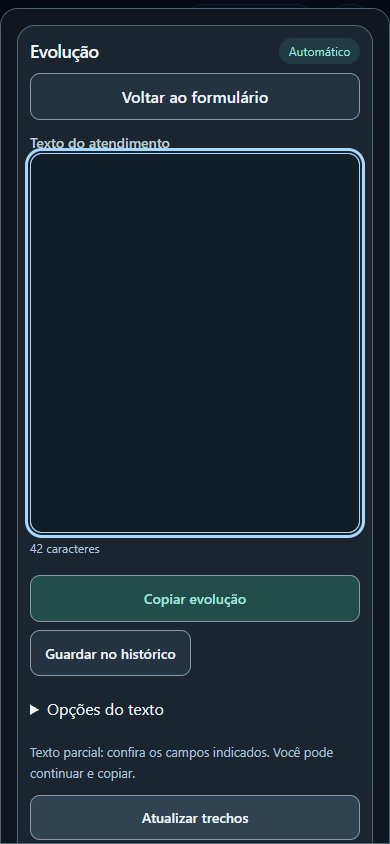 Evolução
Automático
Voltar ao formulário
Texto do atendimento
42 caracteres
Copiar evolução
Guardar no histórico
Opções do texto
Texto parcial: confira os campos indicados. Você pode
continuar e copiar.
Atualizar trechos